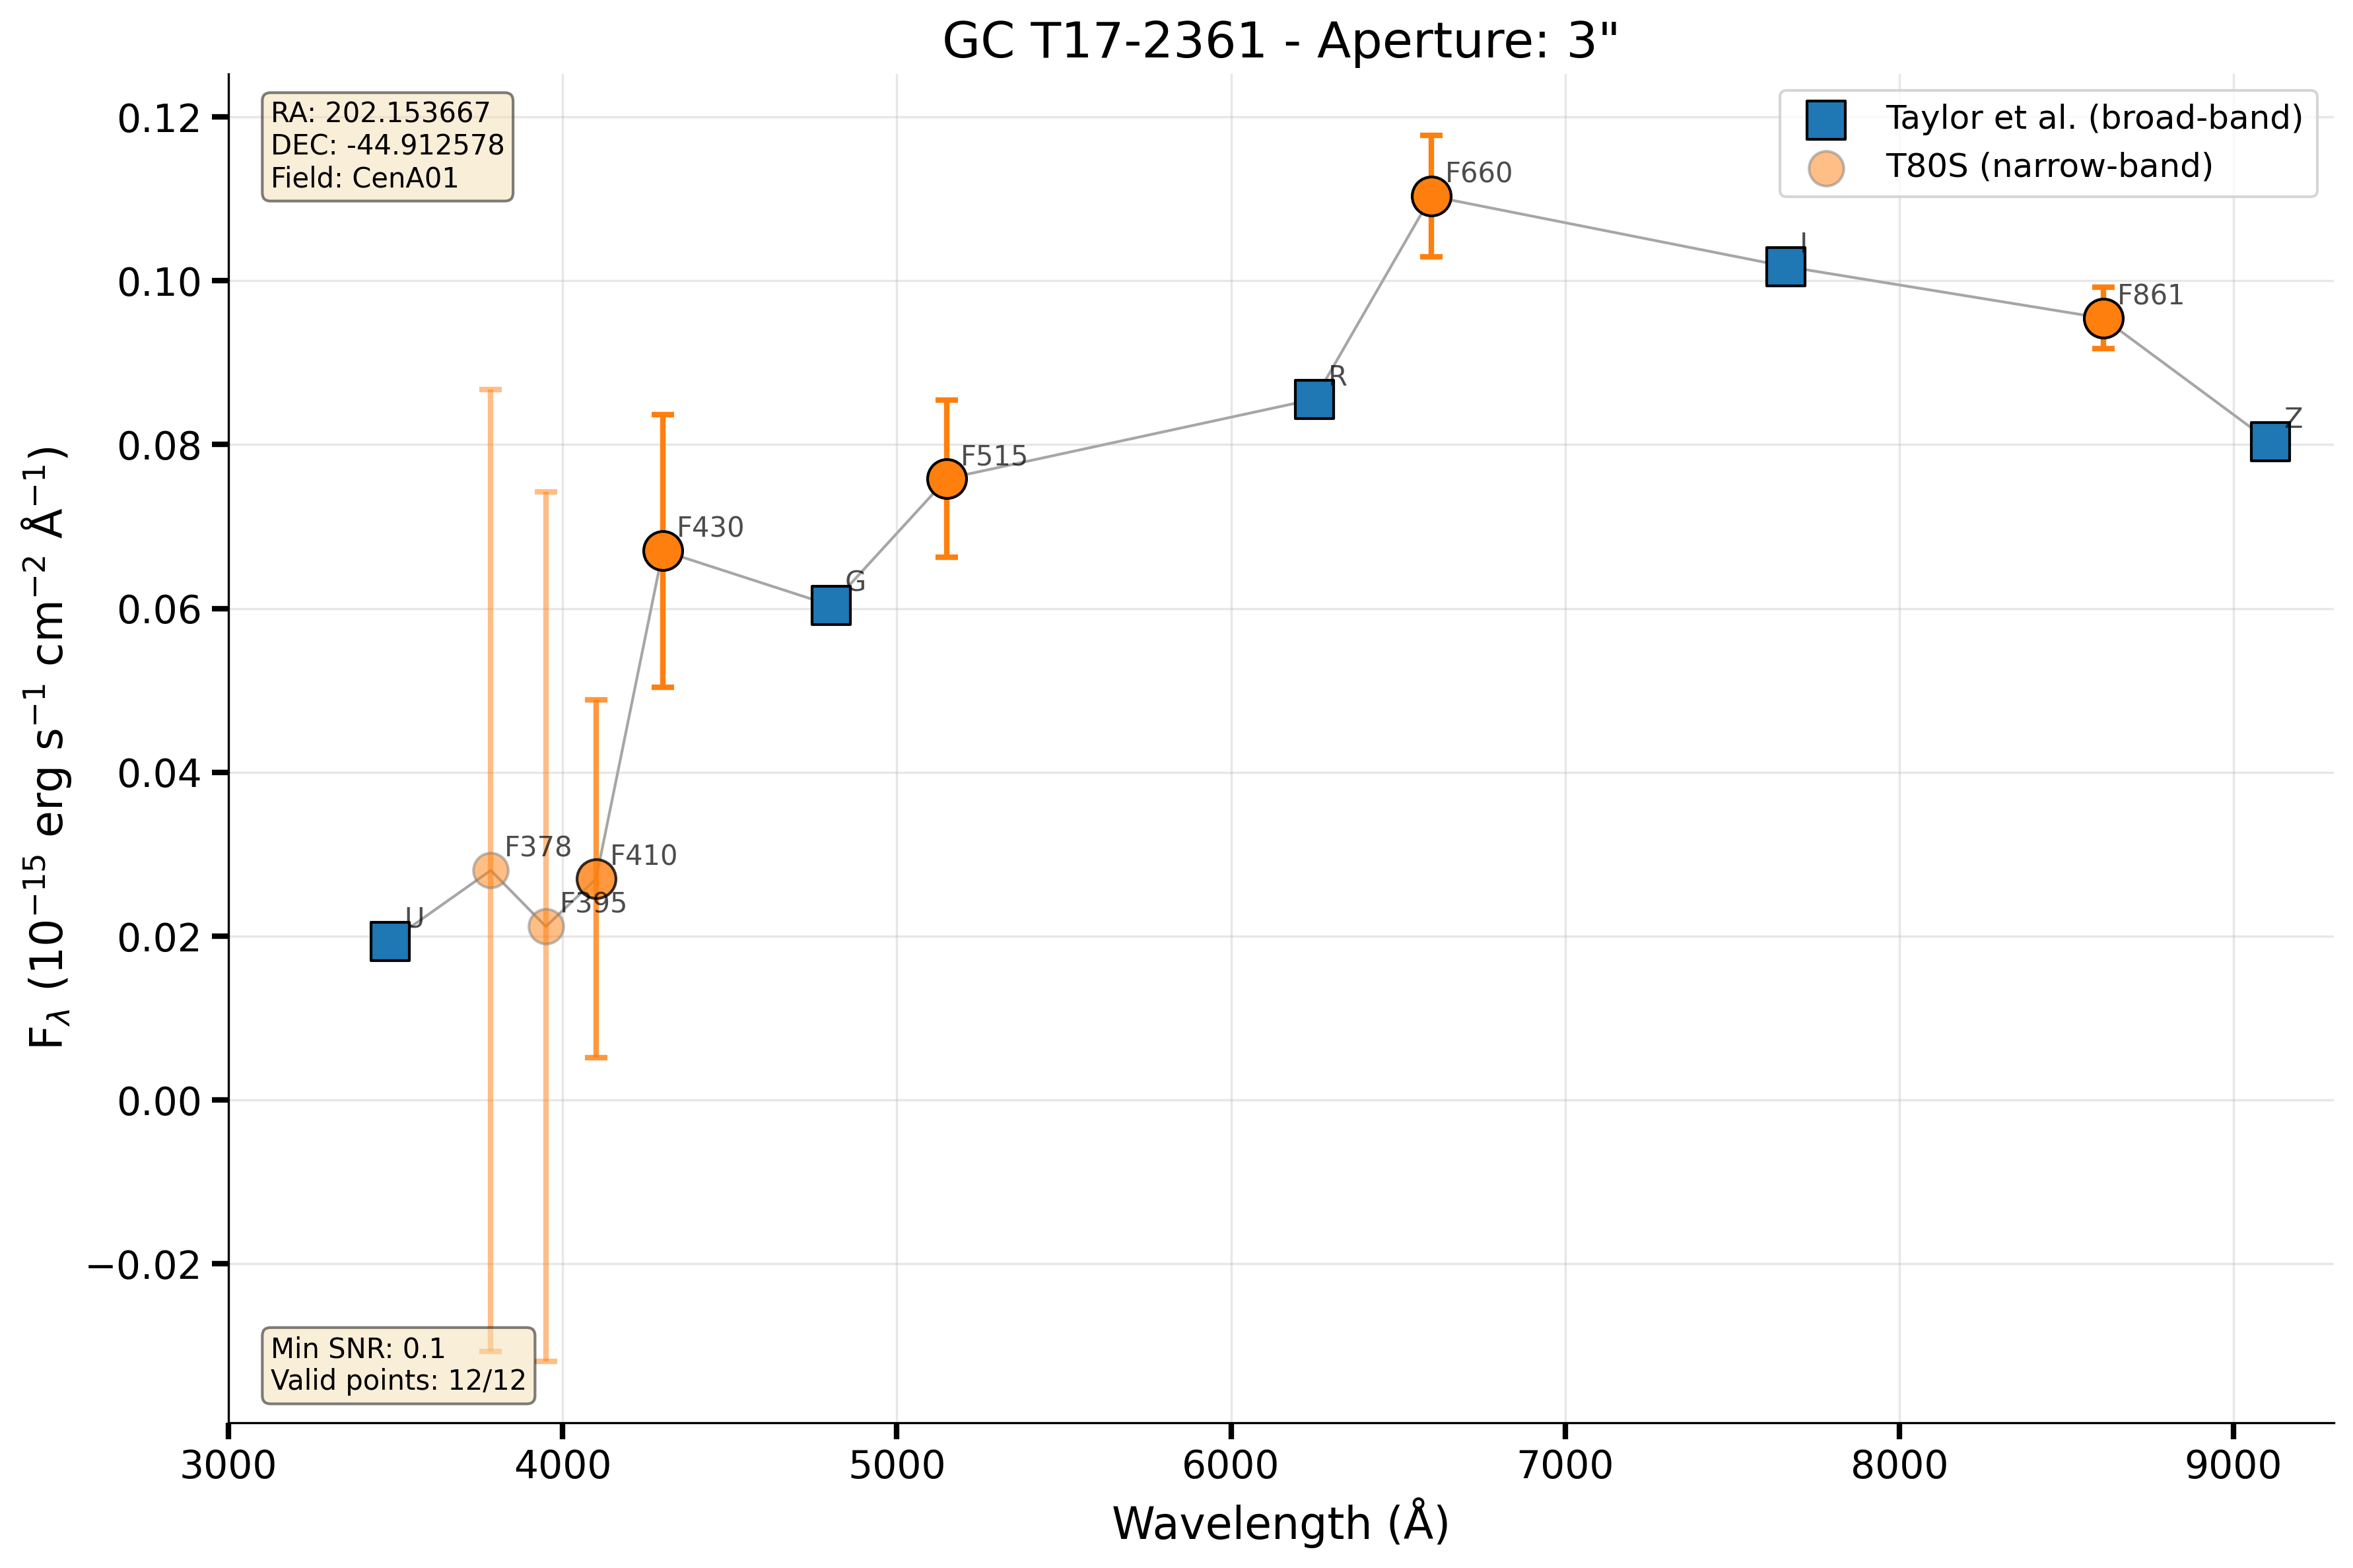 GC T17-2361 - Aperture: 3"
RA: 202.153667
DEC: -44.912578
Field: CenA01
Taylor et al. (broad-band)
T80S (narrow-band)
0.12
0.10
0.08
0.06
0.04
0.02
0.00
−0.02
F_λ (10⁻¹⁵ erg s⁻¹ cm⁻² Å⁻¹)
U
F378
F395
F410
F430
G
F515
R
F660
I
F861
Z
Min SNR: 0.1
Valid points: 12/12
3000 4000 5000 6000 7000 8000 9000
Wavelength (Å)